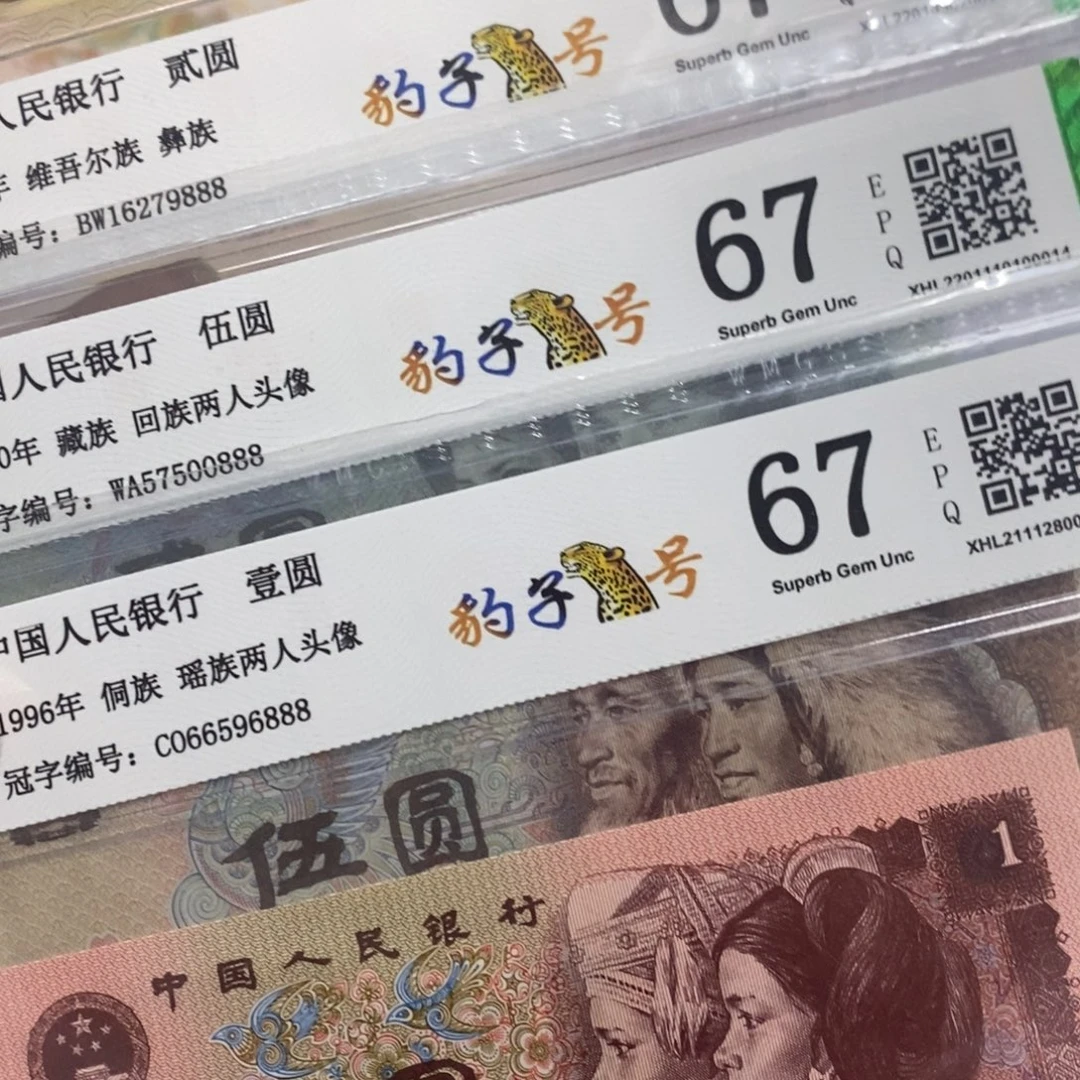 人民银行 贰圆
年 维吾尔族 彝族
编号: BW16279888
豹子号
67
Superb Gem Unc
国人民银行 伍圆
0年 藏族 回族两人头像
字编号: WA57500888
豹子号
67
Superb Gem Unc
EPQ
XHL2201110100014
中国人民银行 壹圆
1996年 侗族 瑶族两人头像
冠字编号: CO66596888
豹子号
67
Superb Gem Unc
EPQ
XHL21112800
伍圆
中国人民银行
1